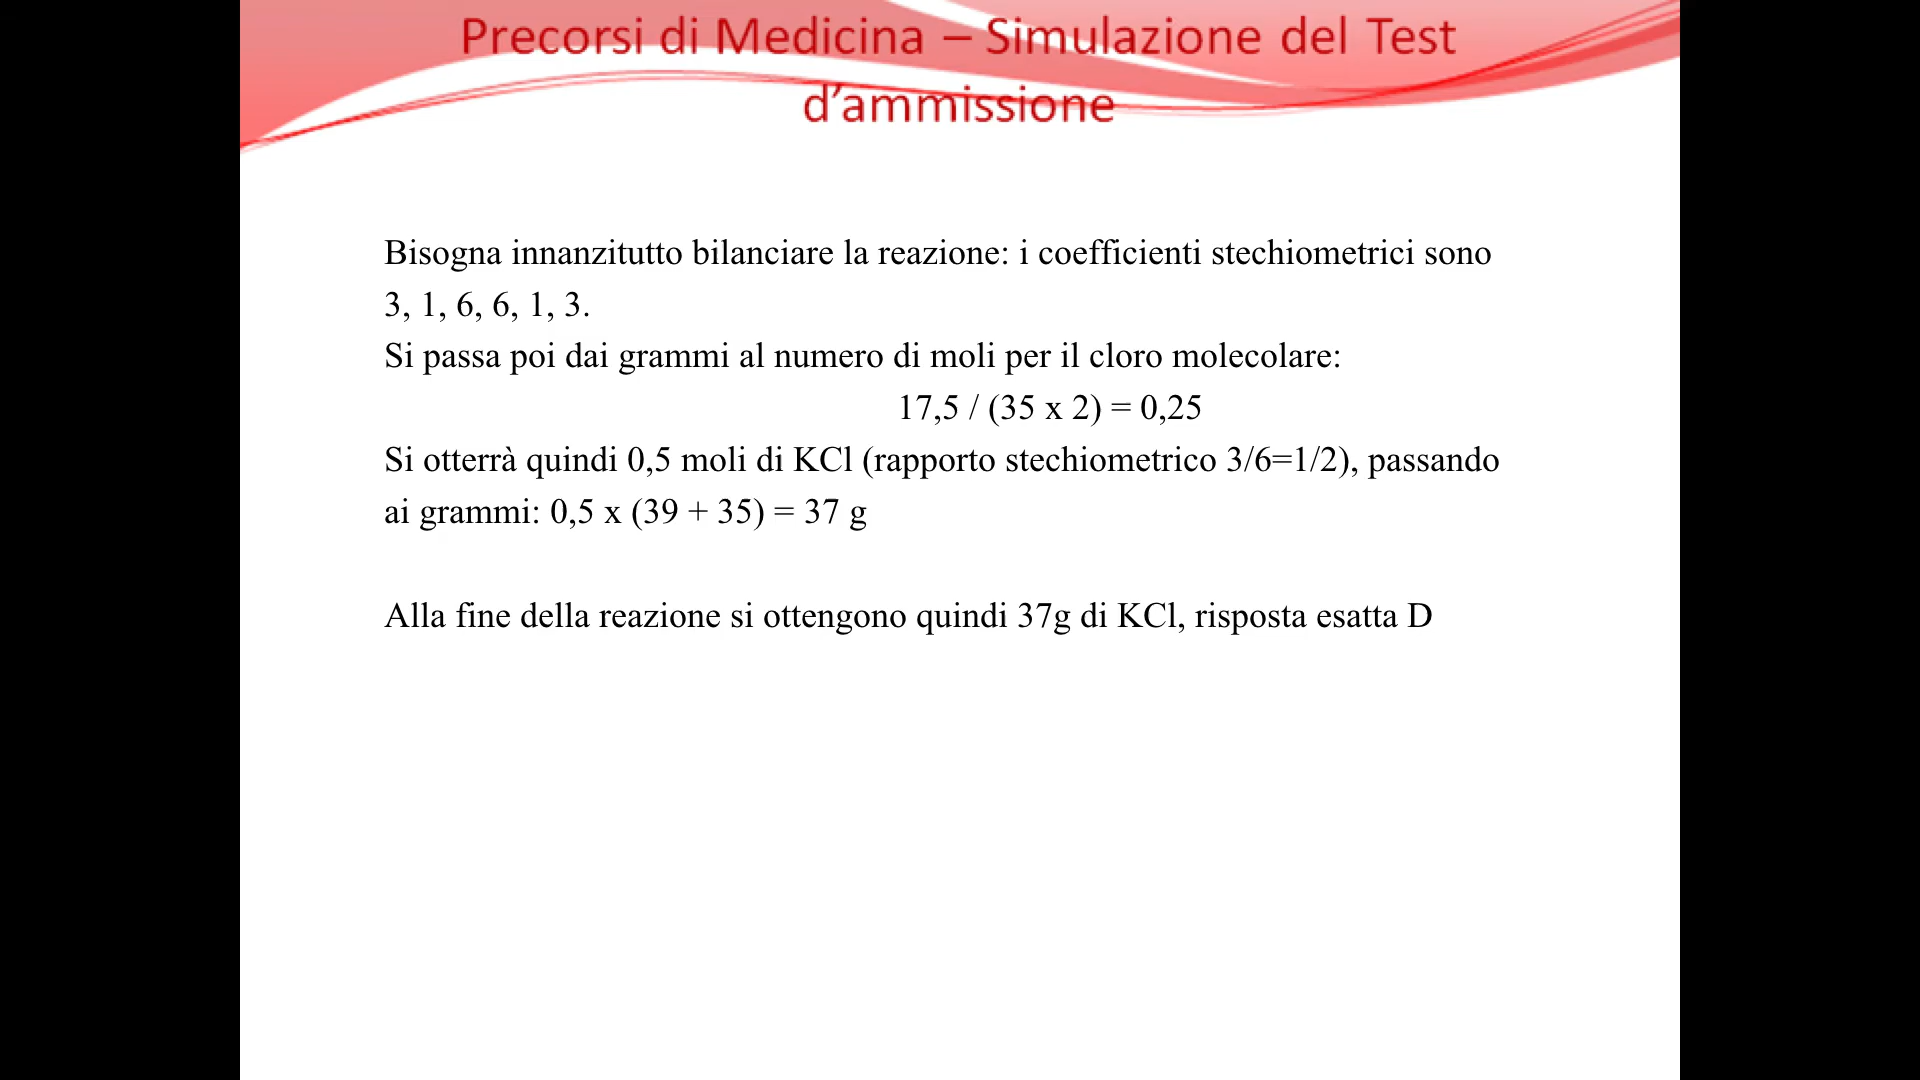 Precorsi di Medicina – Simulazione del Test
d’ammissione
Bisogna innanzitutto bilanciare la reazione: i coefficienti stechiometrici sono
3, 1, 6, 6, 1, 3.
Si passa poi dai grammi al numero di moli per il cloro molecolare:
17,5 / (35 x 2) = 0,25
Si otterrà quindi 0,5 moli di KCl (rapporto stechiometrico 3/6=1/2), passando
ai grammi: 0,5 x (39 + 35) = 37 g
Alla fine della reazione si ottengono quindi 37g di KCl, risposta esatta D